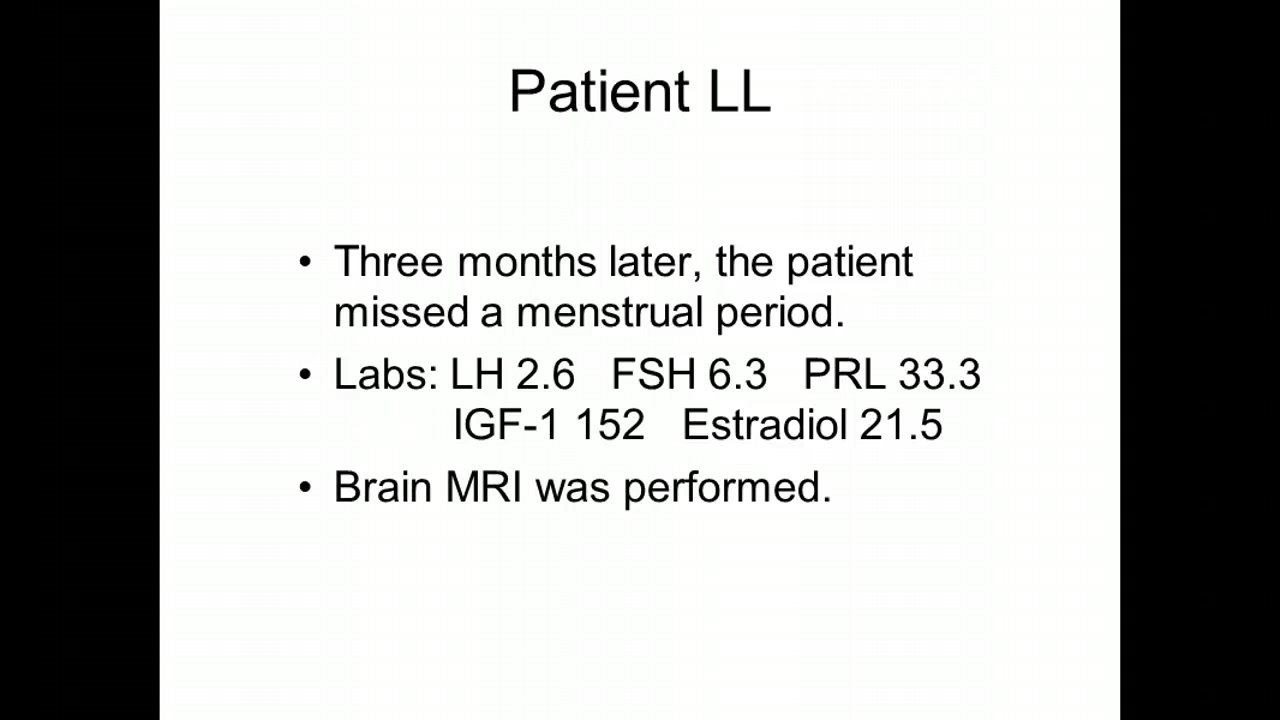 Patient LL
• Three months later, the patient
missed a menstrual period.
• Labs: LH 2.6 FSH 6.3 PRL 33.3
IGF-1 152 Estradiol 21.5
• Brain MRI was performed.